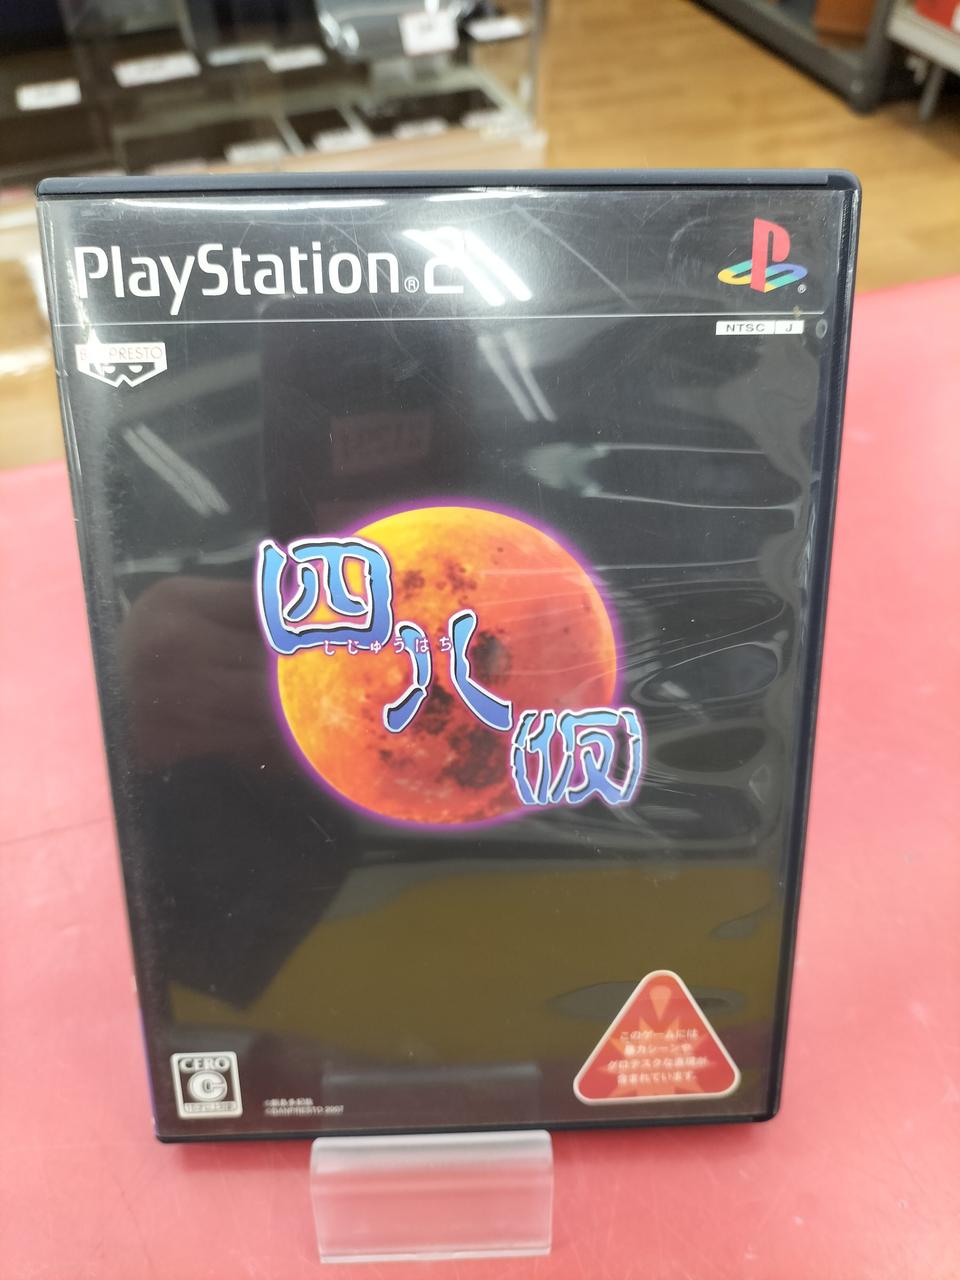 PlayStation®2
®
NTSC J
BANPRESTO
四八(仮)
しじゅうはち
このゲームには
暴力シーンや
グロテスクな表現が
含まれています。
CERO
C
©BANPRESTO 2007